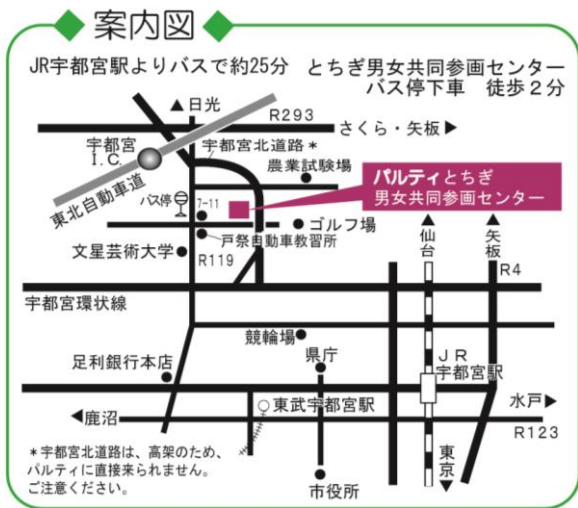 案内図
JR宇都宮駅よりバスで約25分 とちぎ男女共同参画センター
バス停下車 徒歩2分
▲日光
R293
さくら・矢板▶
宇都宮
I.C.
宇都宮北道路*
農業試験場
東北自動車道
バス停
7-11
パルティとちぎ
男女共同参画センター
ゴルフ場
戸祭自動車教習所
文星芸術大学
R119
▲仙台
▲矢板
R4
宇都宮環状線
競輪場
県庁
JR
宇都宮駅
足利銀行本店
水戸▶
東武宇都宮駅
◀鹿沼
R123
*宇都宮北道路は、高架のため、
パルティに直接来られません。
ご注意ください。
市役所
東京▼